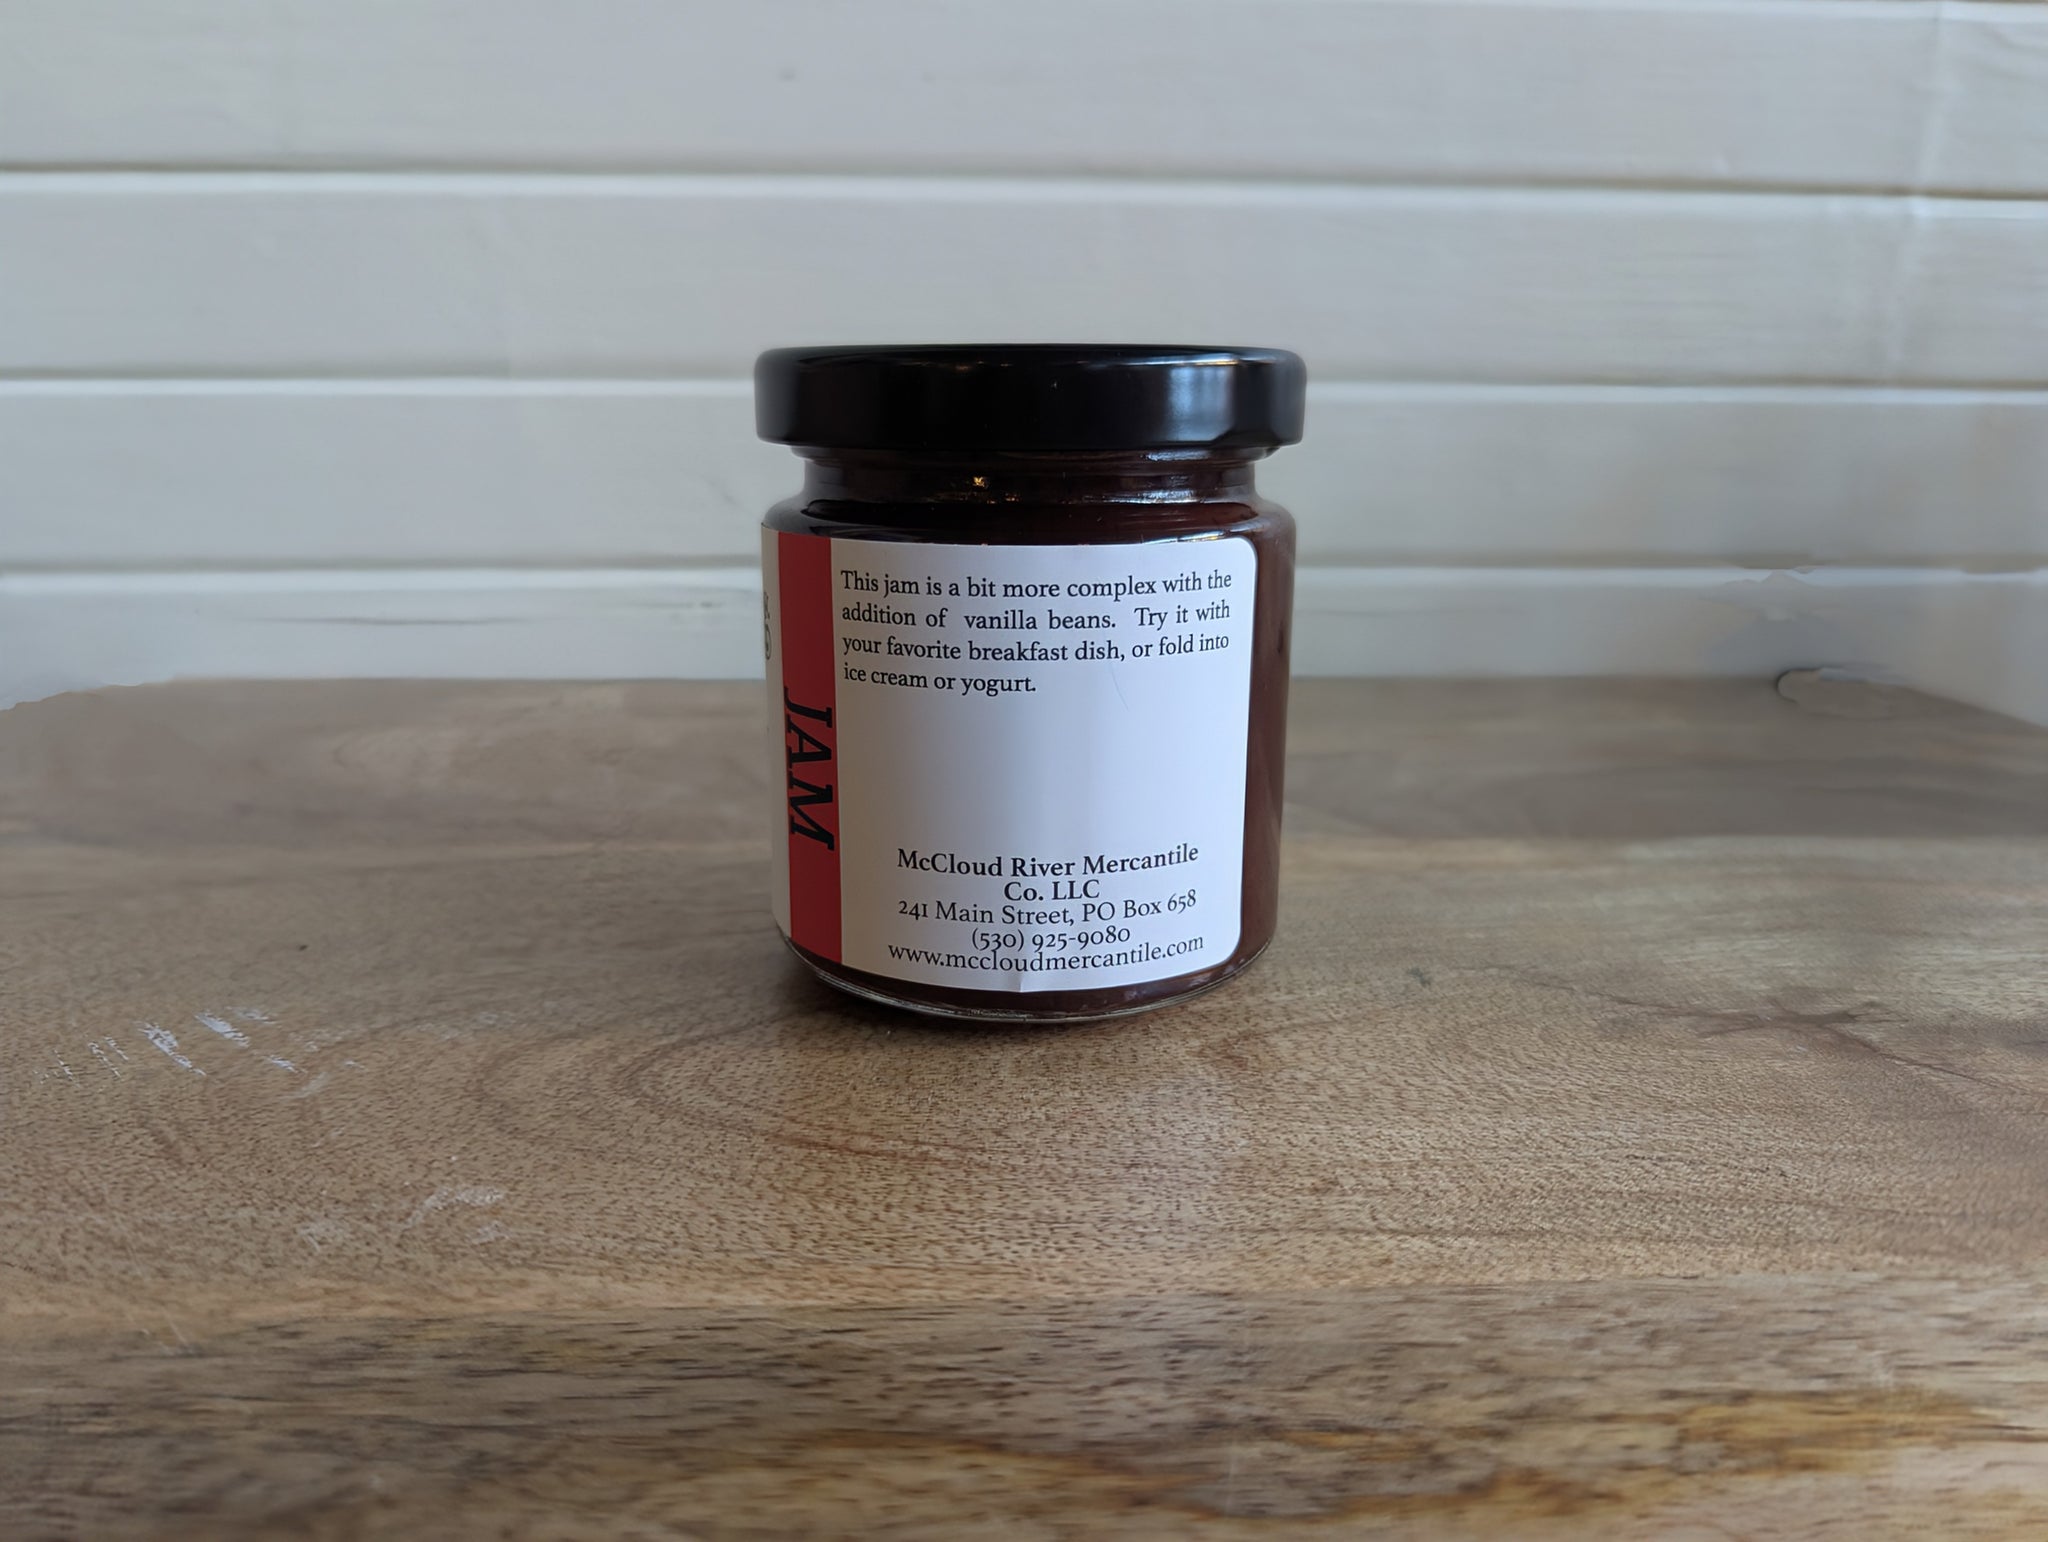 This jam is a bit more complex with the
addition of vanilla beans. Try it with
your favorite breakfast dish, or fold into
ice cream or yogurt.
JAM
McCloud River Mercantile
Co. LLC
241 Main Street, PO Box 658
(530) 925-9080
www.mccloudmercantile.com